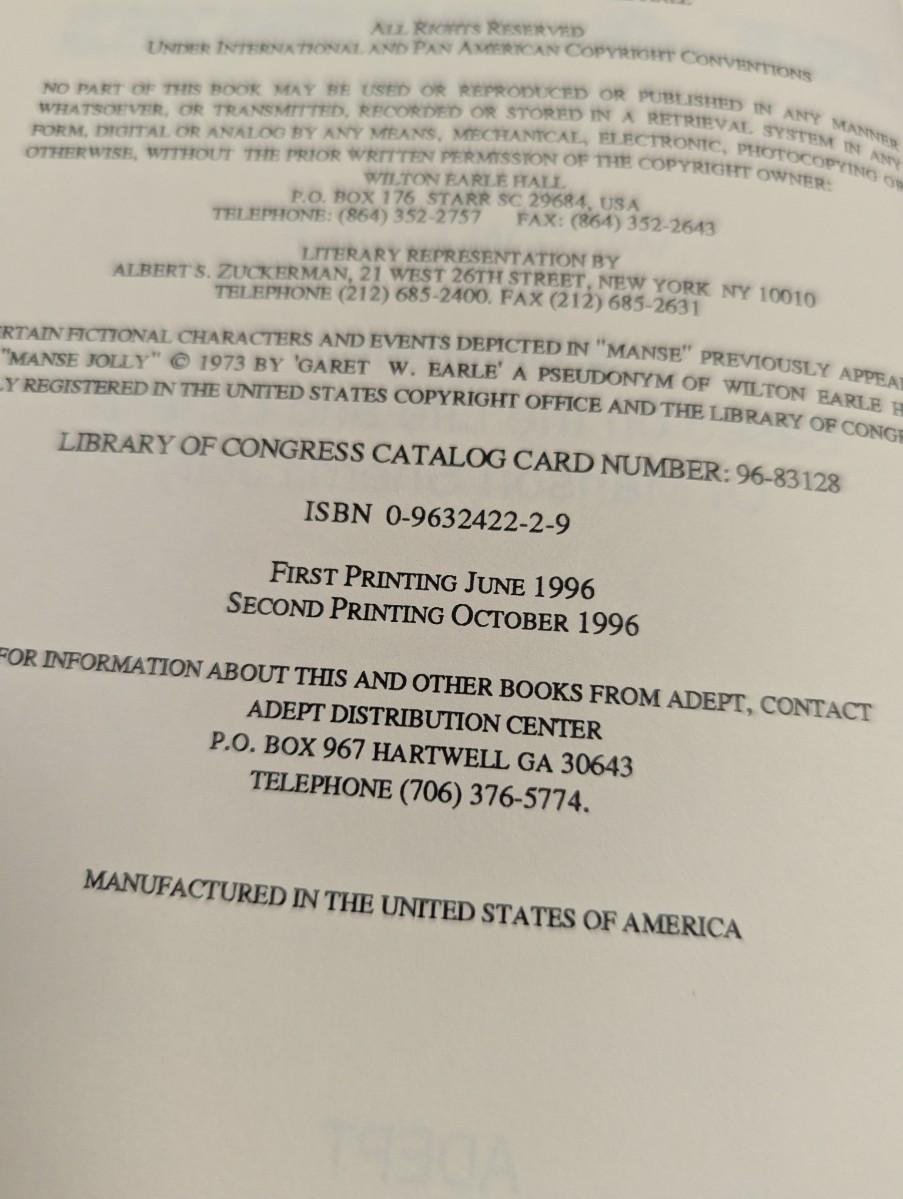 ALL RIGHTS RESERVED
UNDER INTERNATIONAL AND PAN AMERICAN COPYRIGHT CONVENTIONS
NO PART OF THIS BOOK MAY BE USED OR REPRODUCED OR PUBLISHED IN ANY MANNER
WHATSOEVER, OR TRANSMITTED, RECORDED OR STORED IN A RETRIEVAL SYSTEM IN ANY
FORM, DIGITAL OR ANALOG BY ANY MEANS, MECHANICAL, ELECTRONIC, PHOTOCOPYING OR
OTHERWISE, WITHOUT THE PRIOR WRITTEN PERMISSION OF THE COPYRIGHT OWNER:
WILTON EARLE HALL
P.O. BOX 176 STARR SC 29684, USA
TELEPHONE: (864) 352-2757 FAX: (864) 352-2643
LITERARY REPRESENTATION BY
ALBERT S. ZUCKERMAN, 21 WEST 26TH STREET, NEW YORK NY 10010
TELEPHONE (212) 685-2400. FAX (212) 685-2631
ERTAIN FICTIONAL CHARACTERS AND EVENTS DEPICTED IN "MANSE" PREVIOUSLY APPEA
"MANSE JOLLY" © 1973 BY 'GARET W. EARLE' A PSEUDONYM OF WILTON EARLE H
LY REGISTERED IN THE UNITED STATES COPYRIGHT OFFICE AND THE LIBRARY OF CONGR
LIBRARY OF CONGRESS CATALOG CARD NUMBER: 96-83128
ISBN 0-9632422-2-9
FIRST PRINTING JUNE 1996
SECOND PRINTING OCTOBER 1996
FOR INFORMATION ABOUT THIS AND OTHER BOOKS FROM ADEPT, CONTACT
ADEPT DISTRIBUTION CENTER
P.O. BOX 967 HARTWELL GA 30643
TELEPHONE (706) 376-5774.
MANUFACTURED IN THE UNITED STATES OF AMERICA
ADEPT